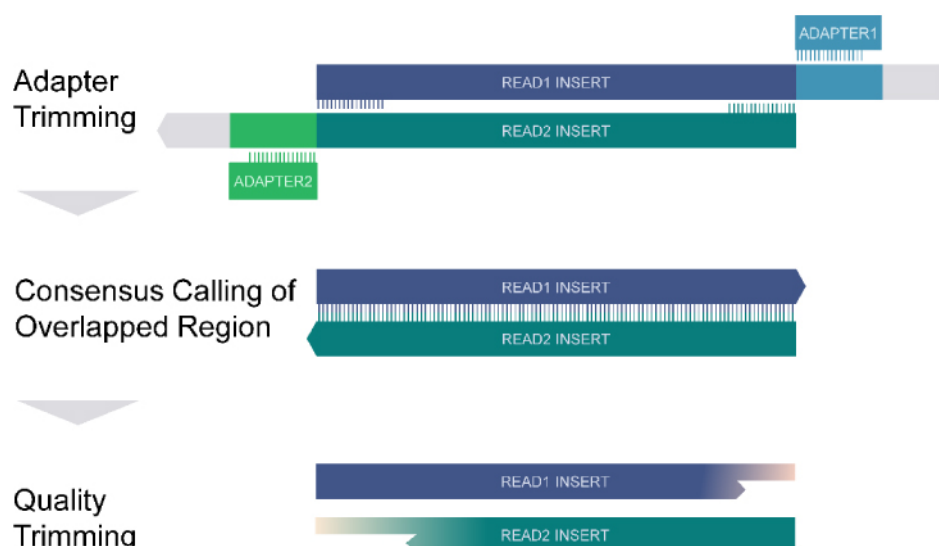 ADAPTER1
Adapter
Trimming
READ1 INSERT
READ2 INSERT
ADAPTER2
Consensus Calling of
Overlapped Region
READ1 INSERT
READ2 INSERT
Quality
Trimming
READ1 INSERT
READ2 INSERT